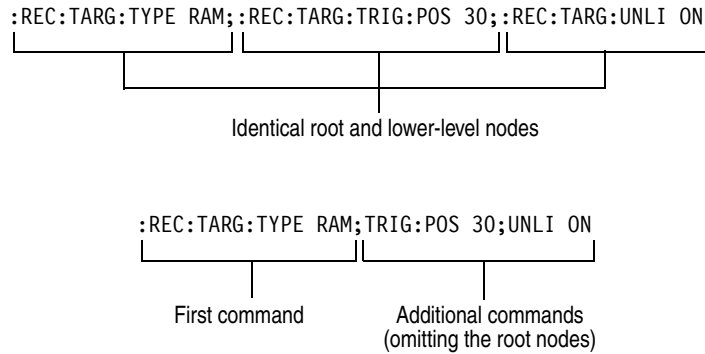 :REC:TARG:TYPE RAM;:REC:TARG:TRIG:POS 30;:REC:TARG:UNLI ON
Identical root and lower-level nodes
:REC:TARG:TYPE RAM;TRIG:POS 30;UNLI ON
First command
Additional commands
(omitting the root nodes)